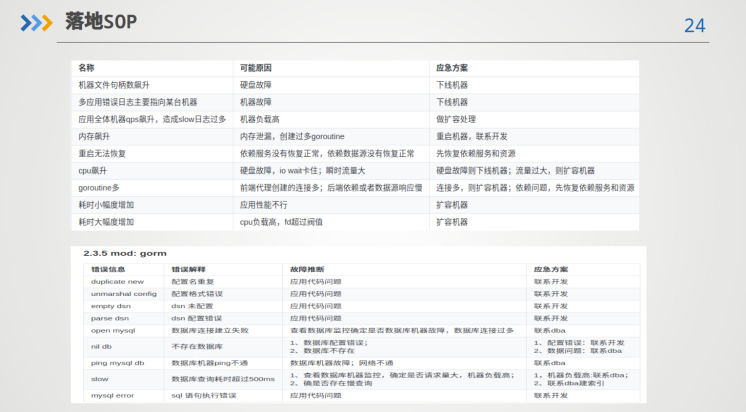 落地SOP
24
名称 可能原因 应急方案
机器文件句柄数飙升 硬盘故障 下线机器
多应用错误日志主要指向某台机器 机器故障 下线机器
应用全体机器qps飙升，造成slow日志过多 机器负载高 做扩容处理
内存飙升 内存泄漏，创建过多goroutine 重启机器，联系开发
重启无法恢复 依赖服务没有恢复正常，依赖数据源没有恢复正常 先恢复依赖服务和资源
cpu飙升 硬盘故障，io wait卡住；瞬时流量大 硬盘故障则下线机器；流量过大，则扩容机器
goroutine多 前端代理创建的连接多；后端依赖或者数据源响应慢 连接多，则扩容机器；依赖问题，先恢复依赖服务和资源
耗时小幅度增加 应用性能不行 扩容机器
耗时大幅度增加 cpu负载高，fd超过阀值 扩容机器
2.3.5 mod: gorm
错误信息 错误解释 故障推断 应急方案
duplicate new 配置名重复 应用代码问题 联系开发
unmarshal config 配置格式错误 应用代码问题 联系开发
empty dsn dsn 未配置 应用代码问题 联系开发
parse dsn dsn 配置错误 应用代码问题 联系开发
open mysql 数据库连接建立失败 查看数据库监控确定是否数据库机器故障，数据库连接过多 联系dba
nil db 不存在数据库 1、数据库配置错误； 1、配置错误：联系开发
2、数据库不存在 2、数据问题：联系dba
ping mysql db 数据库机器ping不通 数据库机器故障；网络不通 联系dba
slow 数据库查询耗时超过500ms 1、查看数据库机器监控，确定是否请求量大，机器负载高； 1，机器负载高:联系dba；
2、确是否存在慢查询 2、联系dba建索引
mysql error sql 语句执行错误 应用代码问题 联系开发